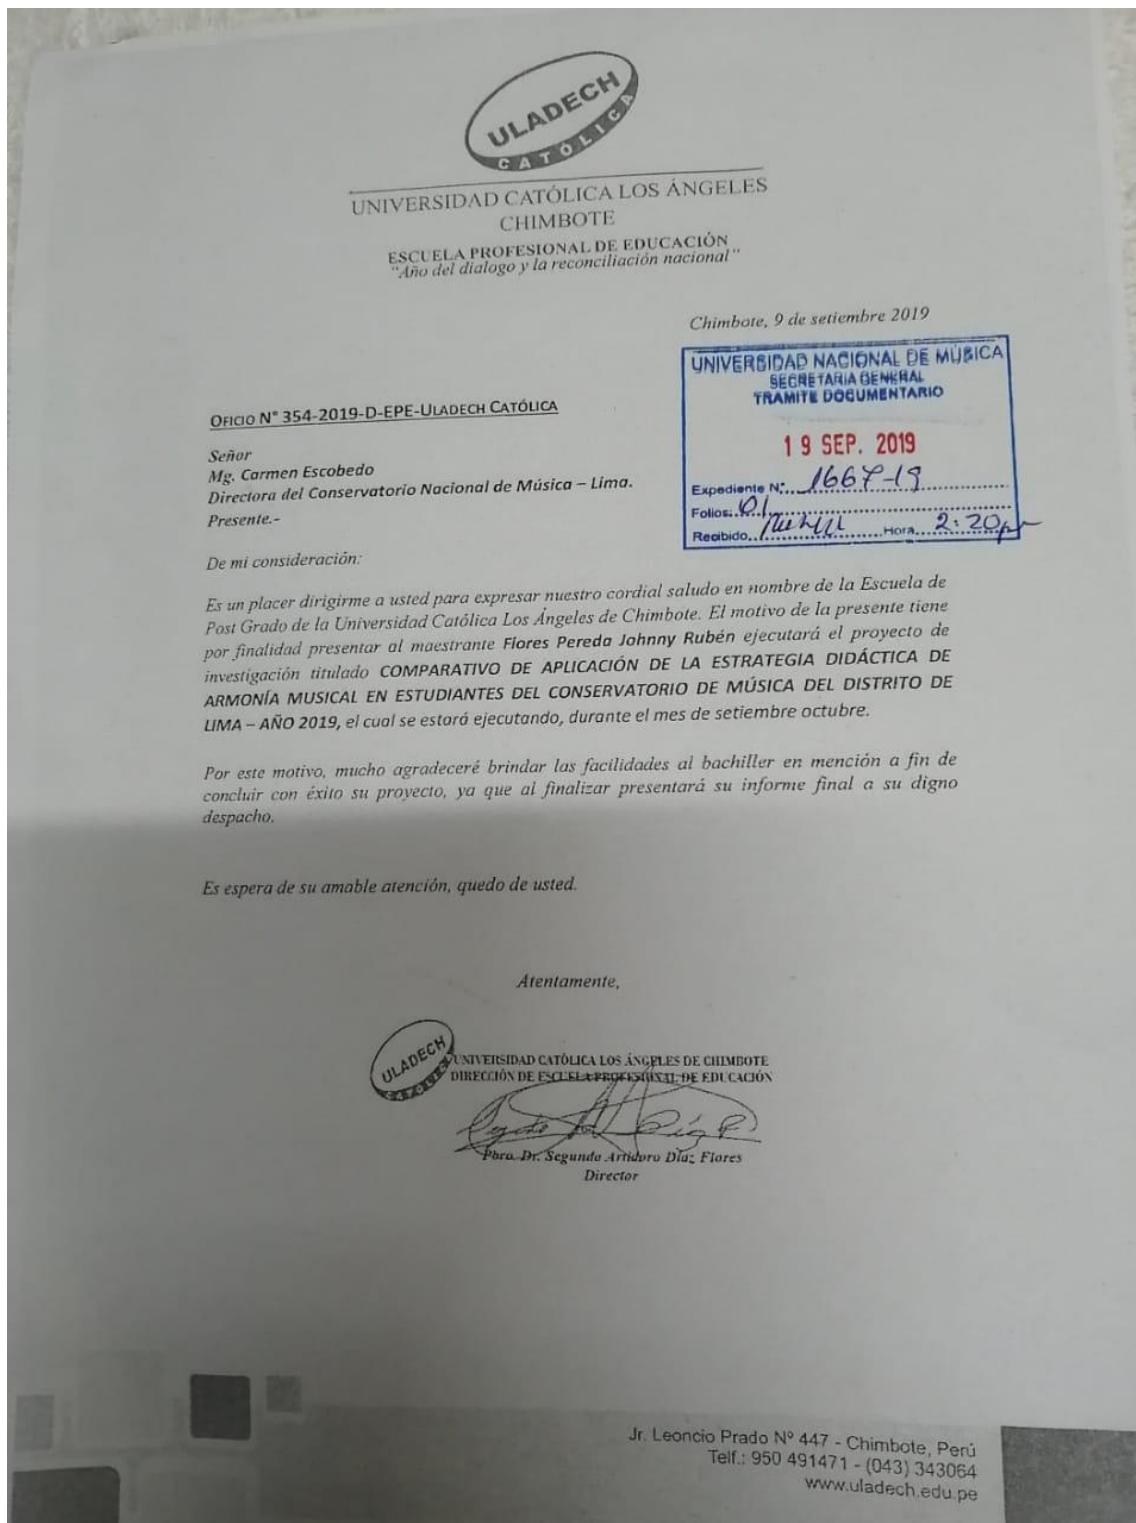 ULADECH
CATÓLICA
UNIVERSIDAD CATÓLICA LOS ÁNGELES
CHIMBOTE
ESCUELA PROFESIONAL DE EDUCACIÓN
"Año del dialogo y la reconciliación nacional"
Chimbote, 9 de setiembre 2019
UNIVERSIDAD NACIONAL DE MÚSICA
SECRETARIA GENERAL
TRAMITE DOCUMENTARIO
19 SEP. 2019
Expediente N°: 1667-19
Folios: 01
Recibido Hora 2:20 pm
OFICIO N° 354-2019-D-EPE-ULADECH CATÓLICA
Señor
Mg. Carmen Escobedo
Directora del Conservatorio Nacional de Música – Lima.
Presente.-
De mi consideración:
Es un placer dirigirme a usted para expresar nuestro cordial saludo en nombre de la Escuela de
Post Grado de la Universidad Católica Los Ángeles de Chimbote. El motivo de la presente tiene
por finalidad presentar al maestrante Flores Pereda Johnny Rubén ejecutará el proyecto de
investigación titulado COMPARATIVO DE APLICACIÓN DE LA ESTRATEGIA DIDÁCTICA DE
ARMONÍA MUSICAL EN ESTUDIANTES DEL CONSERVATORIO DE MÚSICA DEL DISTRITO DE
LIMA – AÑO 2019, el cual se estará ejecutando, durante el mes de setiembre octubre.
Por este motivo, mucho agradeceré brindar las facilidades al bachiller en mención a fin de
concluir con éxito su proyecto, ya que al finalizar presentará su informe final a su digno
despacho.
Es espera de su amable atención, quedo de usted.
Atentamente,
ULADECH
CATÓLICA
UNIVERSIDAD CATÓLICA LOS ÁNGELES DE CHIMBOTE
DIRECCIÓN DE ESCUELA PROFESIONAL DE EDUCACIÓN
Pbro. Dr. Segundo Artidoro Díaz Flores
Director
Jr. Leoncio Prado Nº 447 - Chimbote, Perú
Telf.: 950 491471 - (043) 343064
www.uladech.edu.pe